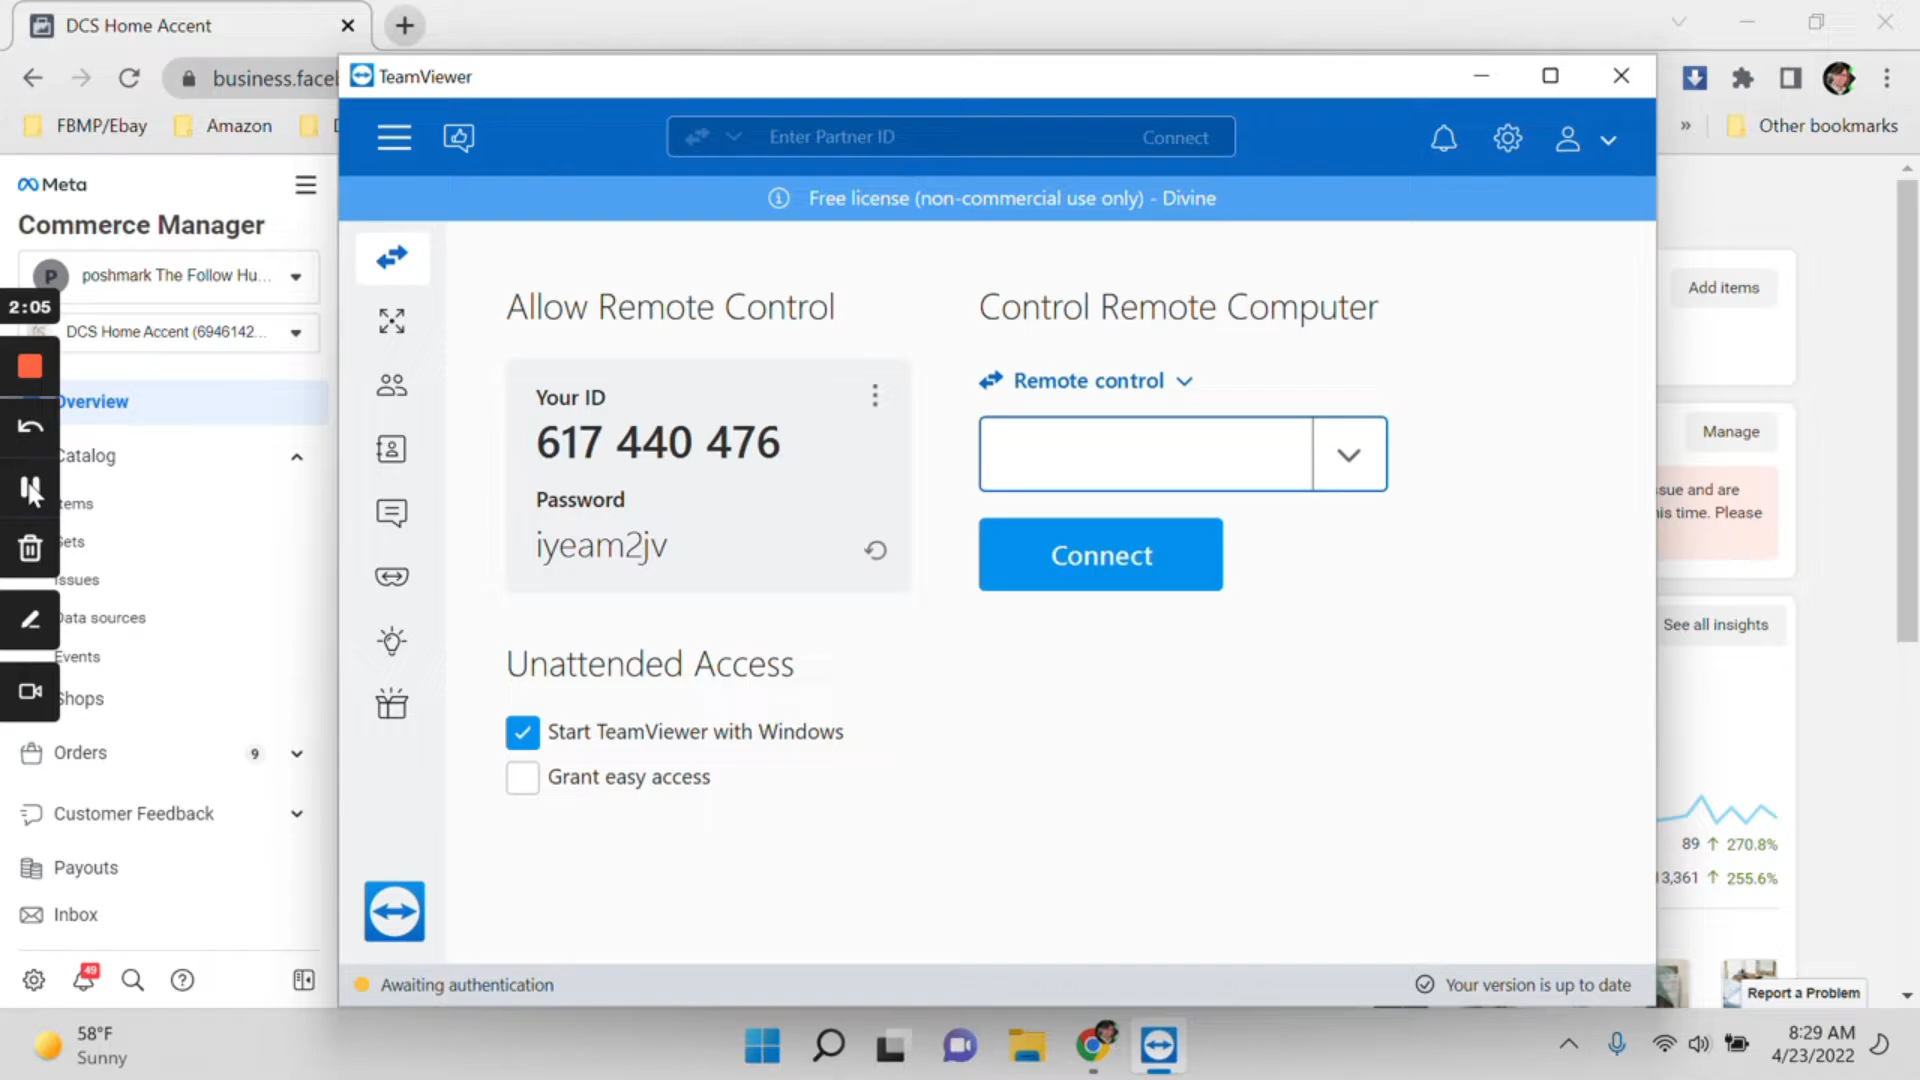 DCS Home Accent
business.facel
FBMP/Ebay
Amazon
D
Other bookmarks
TeamViewer
Enter Partner ID
Connect
Free license (non-commercial use only) - Divine
Meta
Commerce Manager
P
poshmark The Follow Hu...
DCS Home Accent (6946142...
2:05
Overview
Catalog
Items
Sets
Issues
Data sources
Events
Shops
Orders
9
Customer Feedback
Payouts
Inbox
49
Allow Remote Control
Your ID
617 440 476
Password
iyeam2jv
Unattended Access
Start TeamViewer with Windows
Grant easy access
Control Remote Computer
Remote control
Connect
Awaiting authentication
Your version is up to date
Add items
Manage
sue and are
is time. Please
See all insights
89 ↑ 270.8%
3,361 ↑ 255.6%
Report a Problem
58°F
Sunny
8:29 AM
4/23/2022